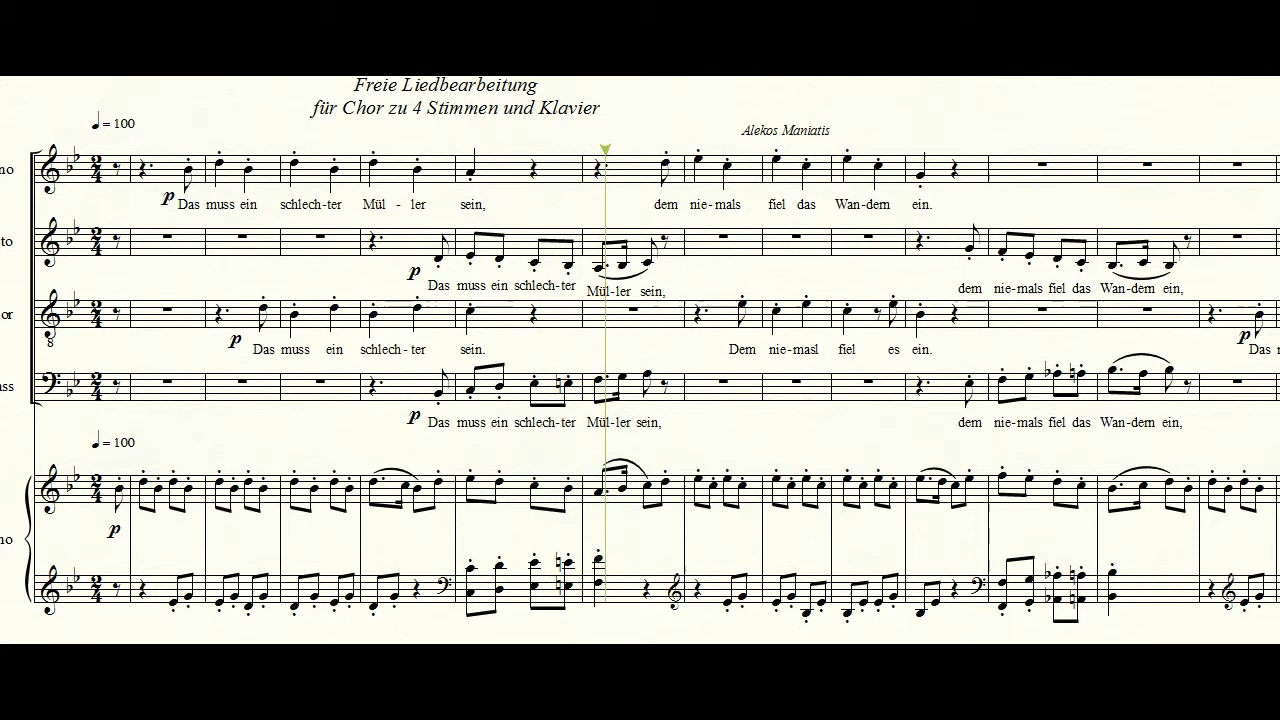 Freie Liedbearbeitung
für Chor zu 4 Stimmen und Klavier
= 100
Alekos Maniatis
no
p
Das muss ein schlech-ter Mül - ler sein, dem nie-mals fiel das Wan-dern ein.
to
p
Das muss ein schlech-ter Mül-ler sein, dem nie-mals fiel das Wan-dern ein,
or
8
p
p
Das muss ein schlech-ter sein. Dem nie-masl fiel es ein. Das
ass
p
Das muss ein schlech-ter Mül-ler sein, dem nie-mals fiel das Wan-dern ein,
= 100
no
p